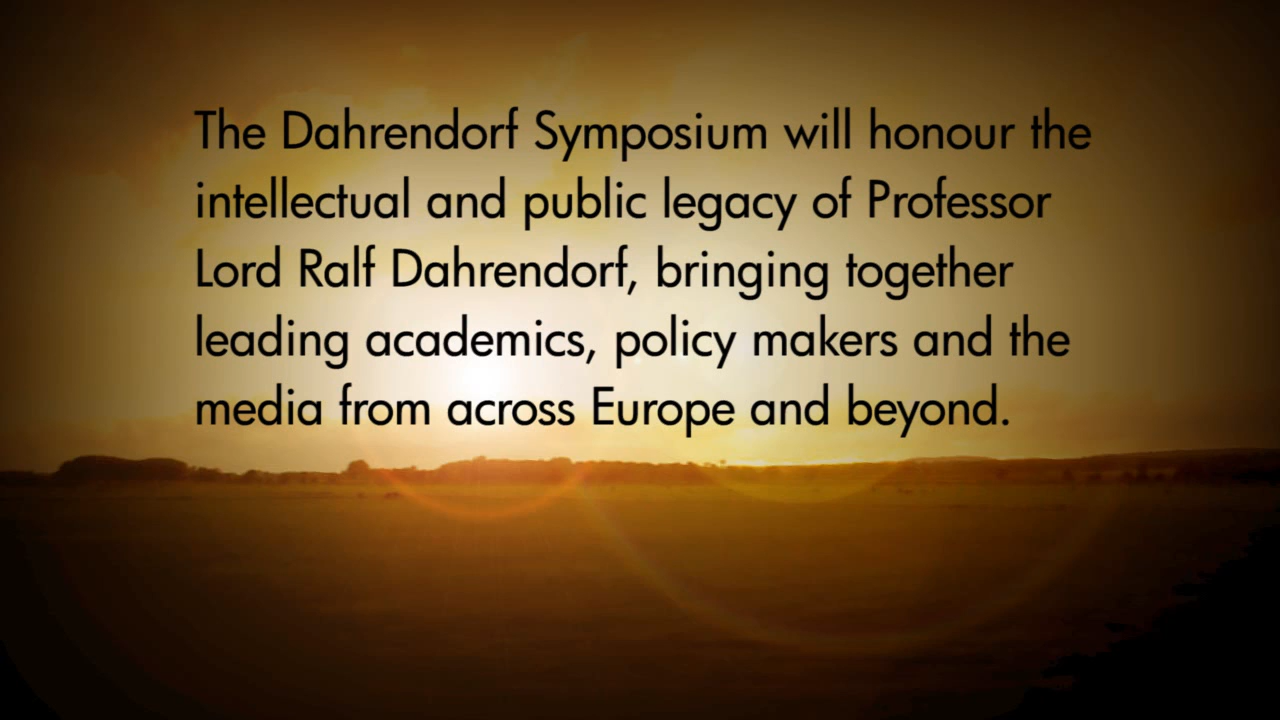 The Dahrendorf Symposium will honour the
intellectual and public legacy of Professor
Lord Ralf Dahrendorf, bringing together
leading academics, policy makers and the
media from across Europe and beyond.